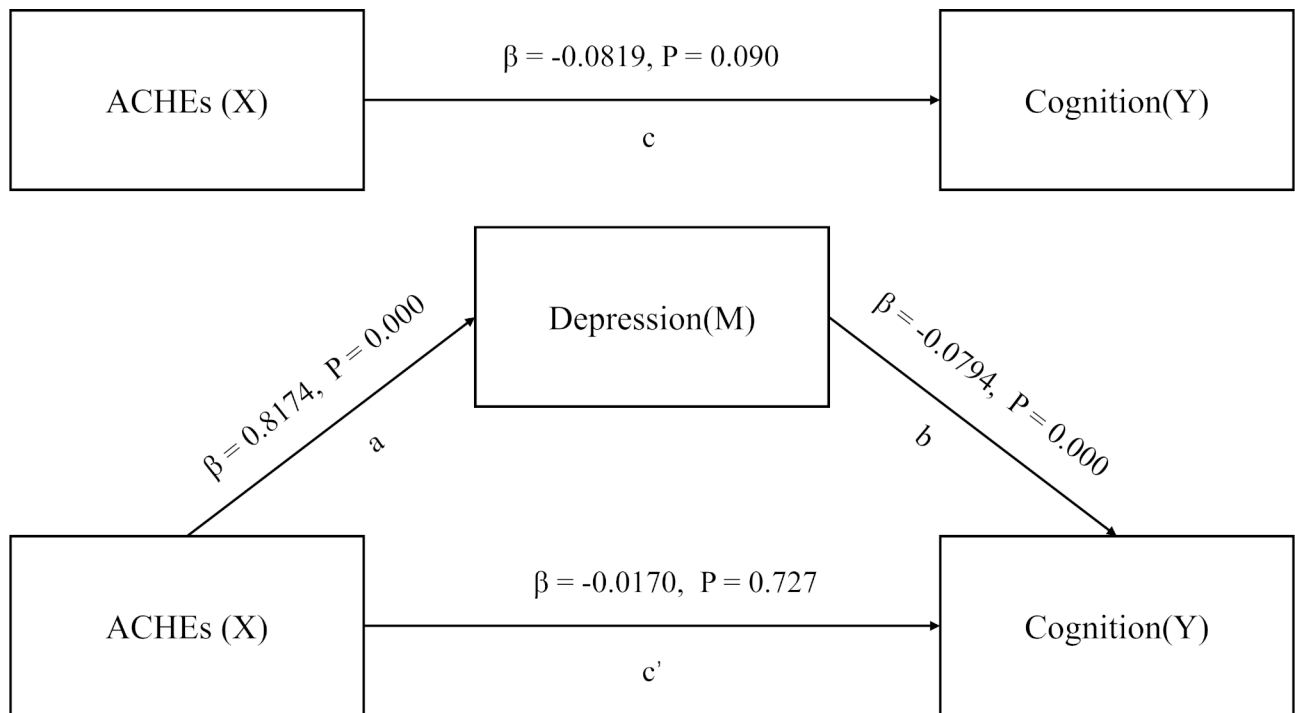 β = -0.0819, P = 0.090
ACHEs (X)
Cognition(Y)
c
Depression(M)
β = 0.8174, P = 0.000
a
β = -0.0794, P = 0.000
b
β = -0.0170, P = 0.727
ACHEs (X)
Cognition(Y)
c’